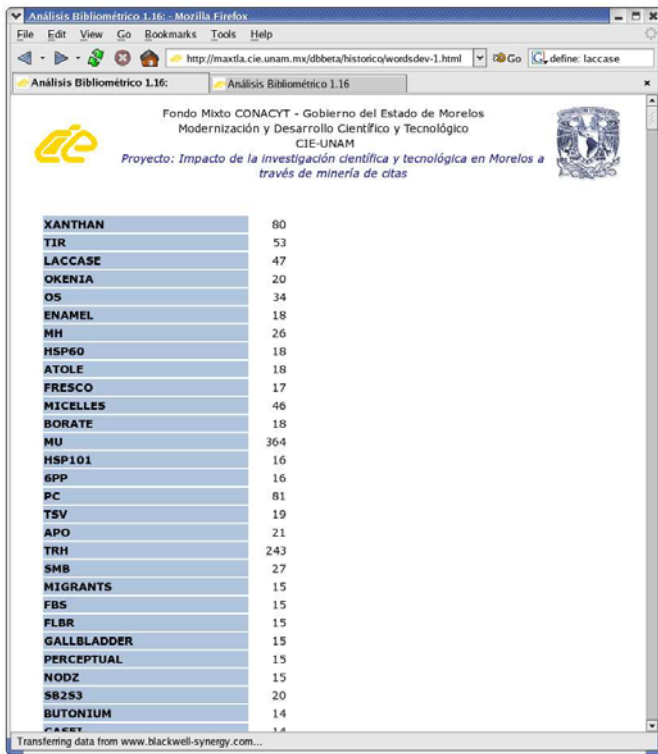 Análisis Bibliométrico 1.16: - Mozilla Firefox
File Edit View Go Bookmarks Tools Help
http://maxtla.cie.unam.mx/dbbeta/historico/wordsdev-1.html Go G, define: laccase
Análisis Bibliométrico 1.16: Análisis Bibliométrico 1.16
Fondo Mixto CONACYT - Gobierno del Estado de Morelos
Modernización y Desarrollo Científico y Tecnológico
CIE-UNAM
Proyecto: Impacto de la investigación científica y tecnológica en Morelos a
través de minería de citas
XANTHAN 80
TIR 53
LACCASE 47
OKENIA 20
OS 34
ENAMEL 18
MH 26
HSP60 18
ATOLE 18
FRESCO 17
MICELLES 46
BORATE 18
MU 364
HSP101 16
6PP 16
PC 81
TSV 19
APO 21
TRH 243
SMB 27
MIGRANTS 15
FBS 15
FLBR 15
GALLBLADDER 15
PERCEPTUAL 15
NODZ 15
SB2S3 20
BUTONIUM 14
Transferring data from www.blackwell-synergy.com...